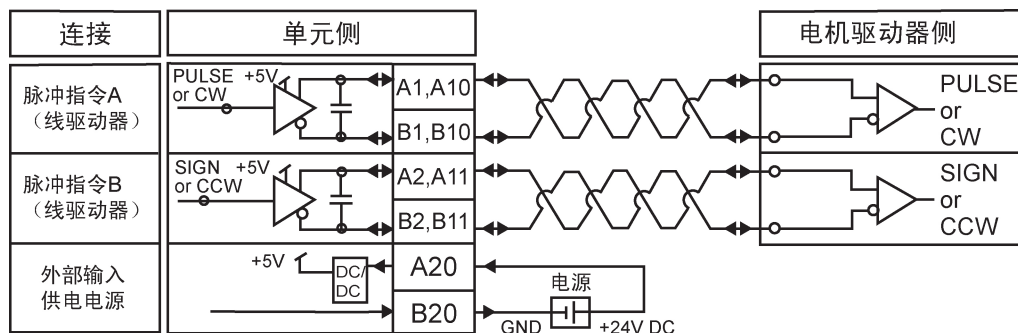 连接
单元侧
电机驱动器侧
脉冲指令A
（线驱动器）
PULSE +5V
or CW
A1,A10
B1,B10
PULSE
or
CW
脉冲指令B
（线驱动器）
SIGN +5V
or CCW
A2,A11
B2,B11
SIGN
or
CCW
外部输入
供电电源
+5V
DC/
DC
A20
B20
电源
GND
+24V DC